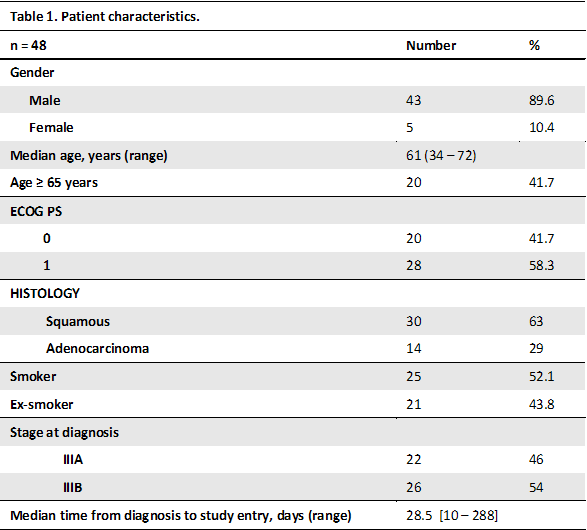 Table 1. Patient characteristics.
n = 48 Number %
Gender
Male 43 89.6
Female 5 10.4
Median age, years (range) 61 (34 – 72)
Age ≥ 65 years 20 41.7
ECOG PS
0 20 41.7
1 28 58.3
HISTOLOGY
Squamous 30 63
Adenocarcinoma 14 29
Smoker 25 52.1
Ex-smoker 21 43.8
Stage at diagnosis
IIIA 22 46
IIIB 26 54
Median time from diagnosis to study entry, days (range) 28.5 [10 – 288]